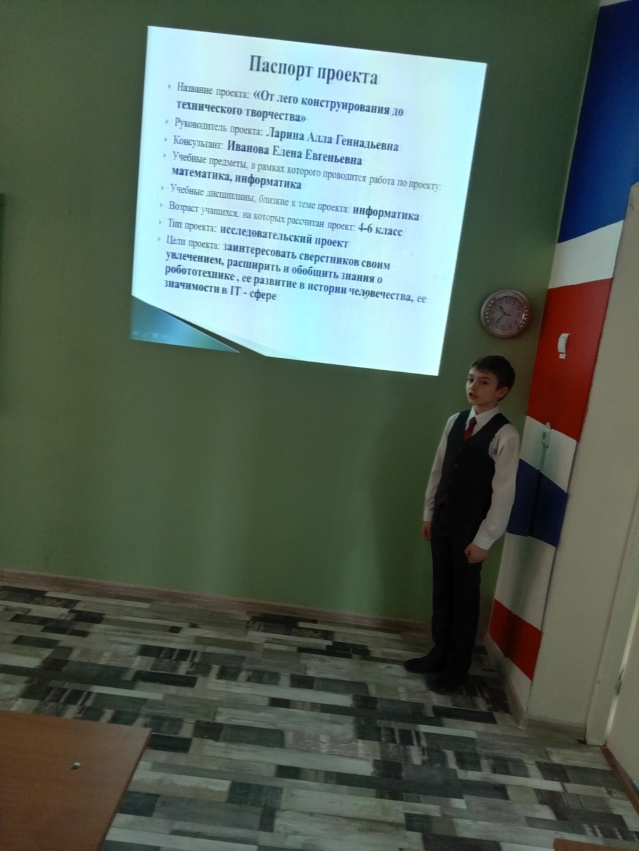 Паспорт проекта
Название проекта: «От лего конструирования до
технического творчества»
Руководитель проекта: Ларина Алла Геннадьевна
Консультант: Иванова Елена Евгеньевна
Учебные предметы, в рамках которого проводится работа по проекту:
математика, информатика
Учебные дисциплины, близкие к теме проекта: информатика
Возраст учащихся, на которых рассчитан проект: 4-6 класс
Тип проекта: исследовательский проект
Цели проекта: заинтересовать сверстников своим
увлечением, расширить и обобщить знания о
робототехнике , ее развитие в истории человечества, ее
значимости в IT - сфере